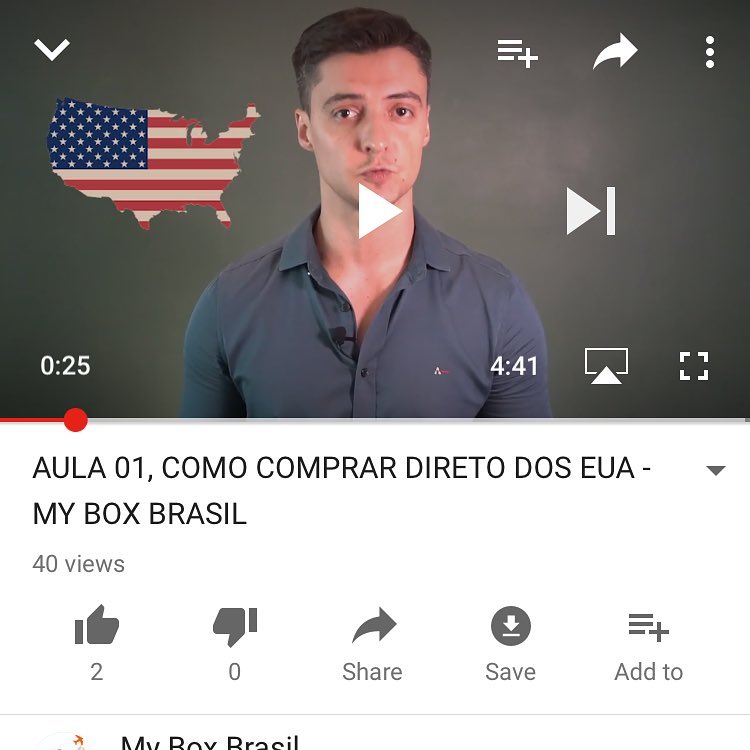 0:25
4:41
AULA 01, COMO COMPRAR DIRETO DOS EUA -
MY BOX BRASIL
40 views
2
0
Share
Save
Add to
My Box Brasil